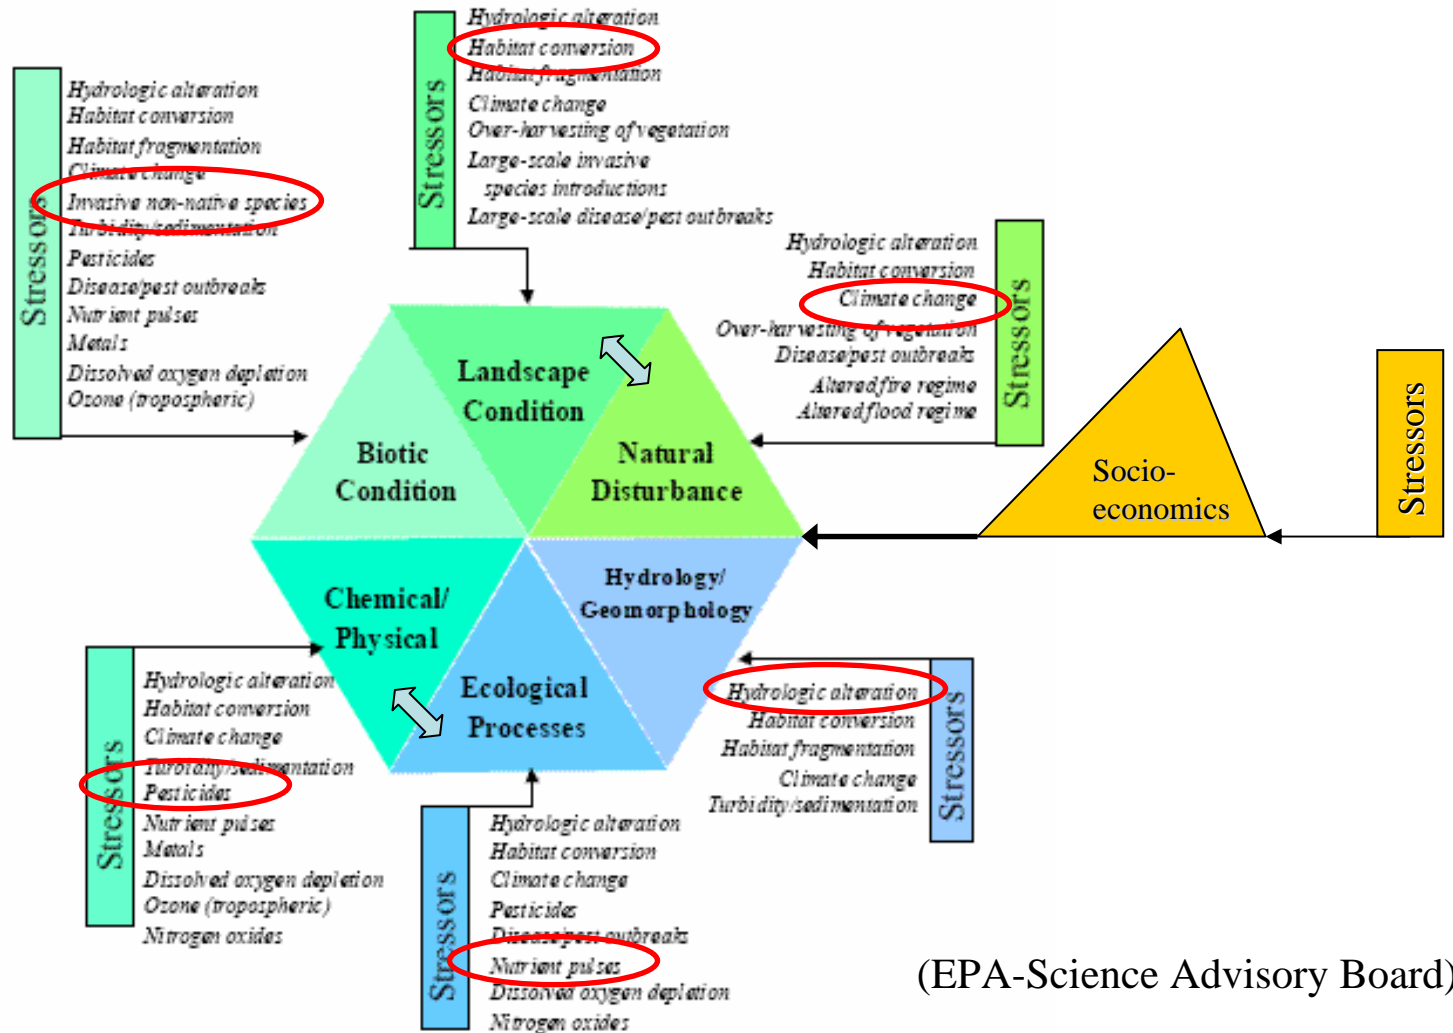 Stressors
Hydrologic alteration
Habitat conversion
Habitat fragmentation
Climate change
Invasive non-native species
Turbidity/sedimentation
Pesticides
Disease/pest outbreaks
Nutrient pulses
Metals
Dissolved oxygen depletion
Ozone (tropospheric)
Stressors
Hydrologic alteration
Habitat conversion
Habitat fragmentation
Climate change
Over-harvesting of vegetation
Large-scale invasive
species introductions
Large-scale disease/pest outbreaks
Hydrologic alteration
Habitat conversion
Climate change
Over-harvesting of vegetation
Disease/pest outbreaks
Altered fire regime
Altered flood regime
Stressors
Landscape
Condition
Biotic
Condition
Natural
Disturbance
Chemical/
Physical
Ecological
Processes
Hydrology/
Geomorphology
Socio-
economics
Stressors
Stressors
Hydrologic alteration
Habitat conversion
Climate change
Turbidity/sedimentation
Pesticides
Nutrient pulses
Metals
Dissolved oxygen depletion
Ozone (tropospheric)
Nitrogen oxides
Stressors
Hydrologic alteration
Habitat conversion
Climate change
Pesticides
Disease/pest outbreaks
Nutrient pulses
Dissolved oxygen depletion
Nitrogen oxides
Hydrologic alteration
Habitat conversion
Habitat fragmentation
Climate change
Turbidity/sedimentation
Stressors
(EPA-Science Advisory Board)